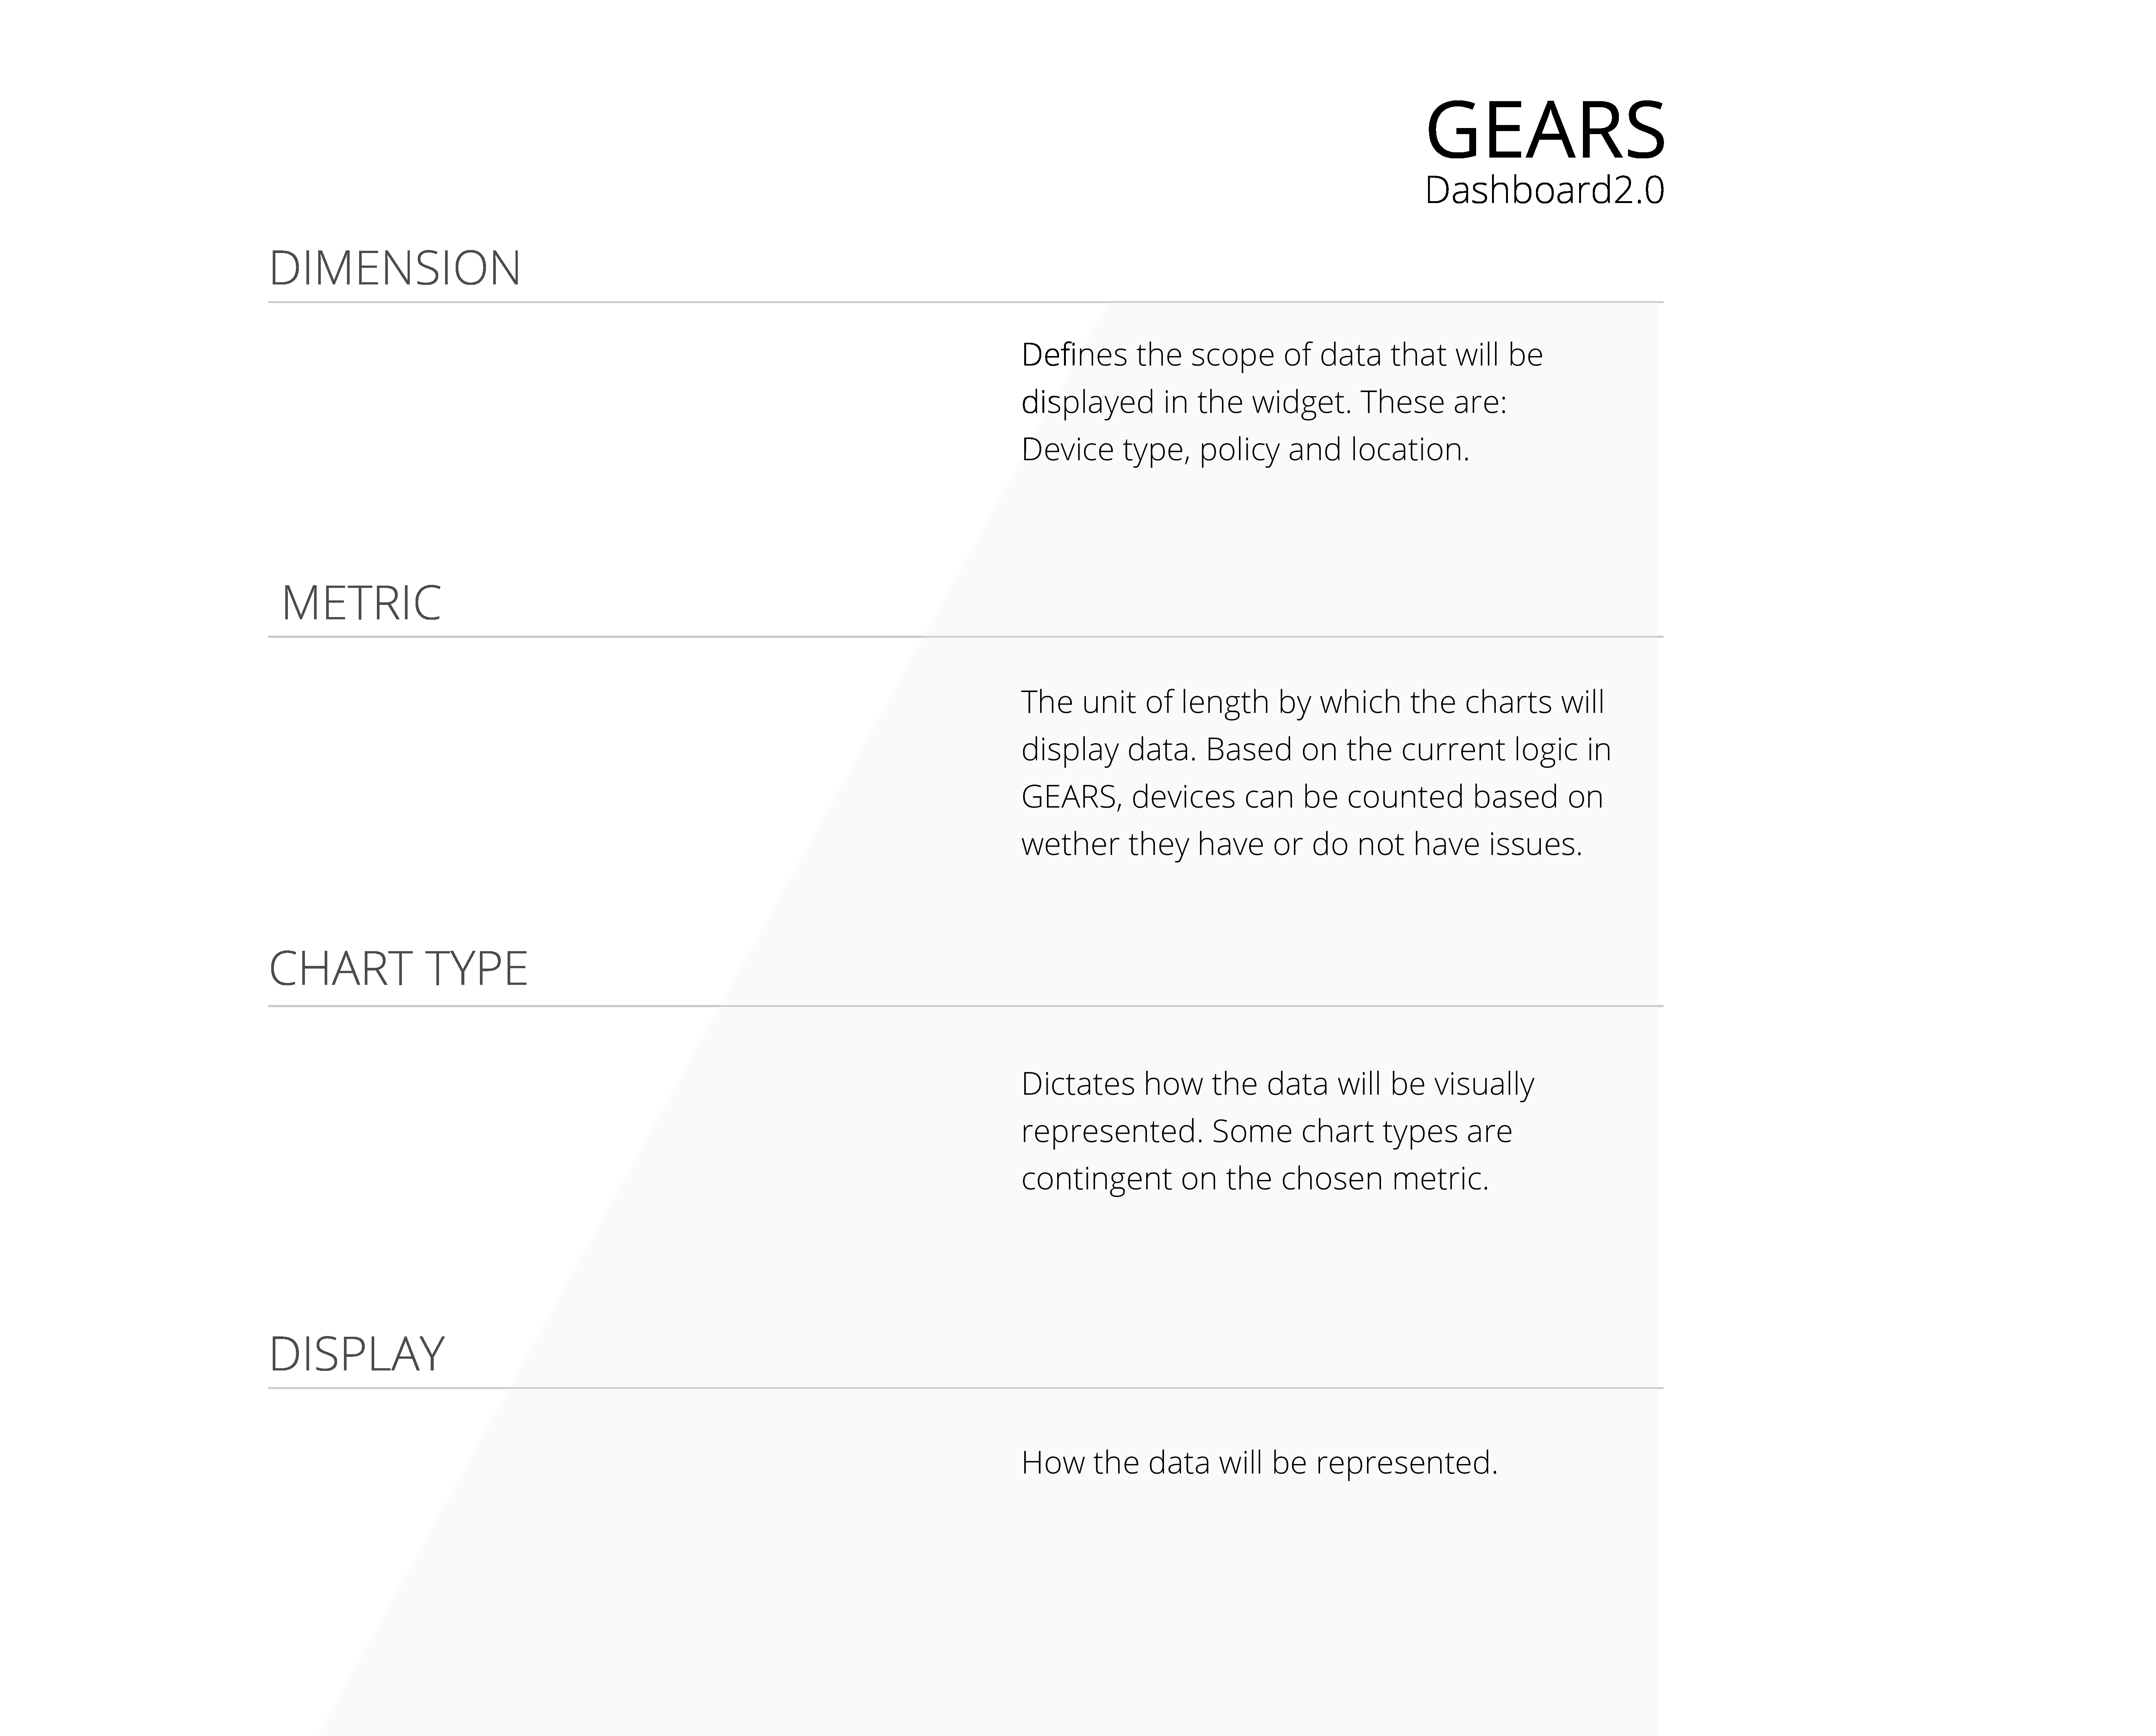 GEARS
Dashboard2.0
DIMENSION
Defines the scope of data that will be
displayed in the widget. These are:
Device type, policy and location.
METRIC
The unit of length by which the charts will
display data. Based on the current logic in
GEARS, devices can be counted based on
wether they have or do not have issues.
CHART TYPE
Dictates how the data will be visually
represented. Some chart types are
contingent on the chosen metric.
DISPLAY
How the data will be represented.